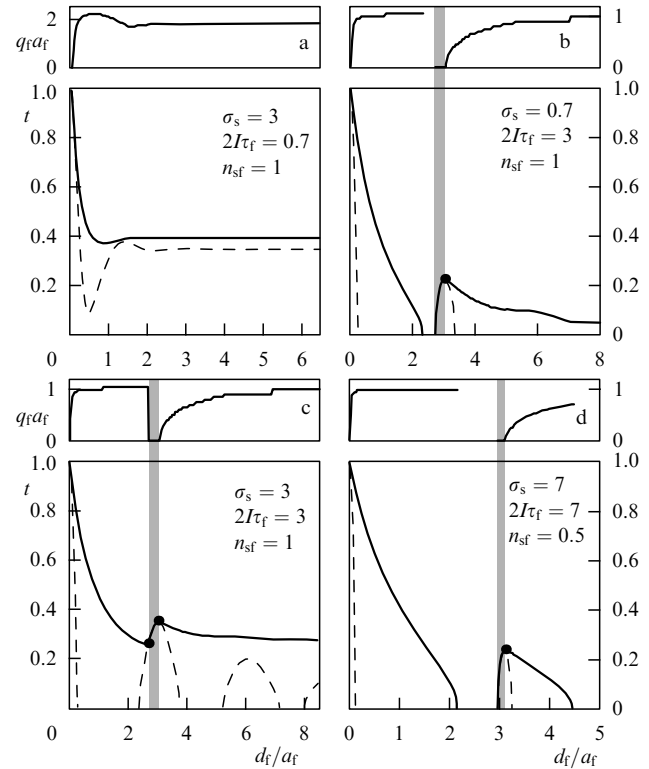 2
q_f a_f
0
a
1.0
t
0.8
0.6
0.4
0.2
σ_s = 3
2Iτ_f = 0.7
n_sf = 1
0 1 2 3 4 5 6
1
0
b
1.0
0.8
0.6
0.4
0.2
0
σ_s = 0.7
2Iτ_f = 3
n_sf = 1
0 2 4 6 8
1
q_f a_f
0
c
1.0
t
0.8
0.6
0.4
0.2
σ_s = 3
2Iτ_f = 3
n_sf = 1
0 2 4 6 8
d_f/a_f
1
0
d
1.0
0.8
0.6
0.4
0.2
0
σ_s = 7
2Iτ_f = 7
n_sf = 0.5
0 1 2 3 4 5
d_f/a_f